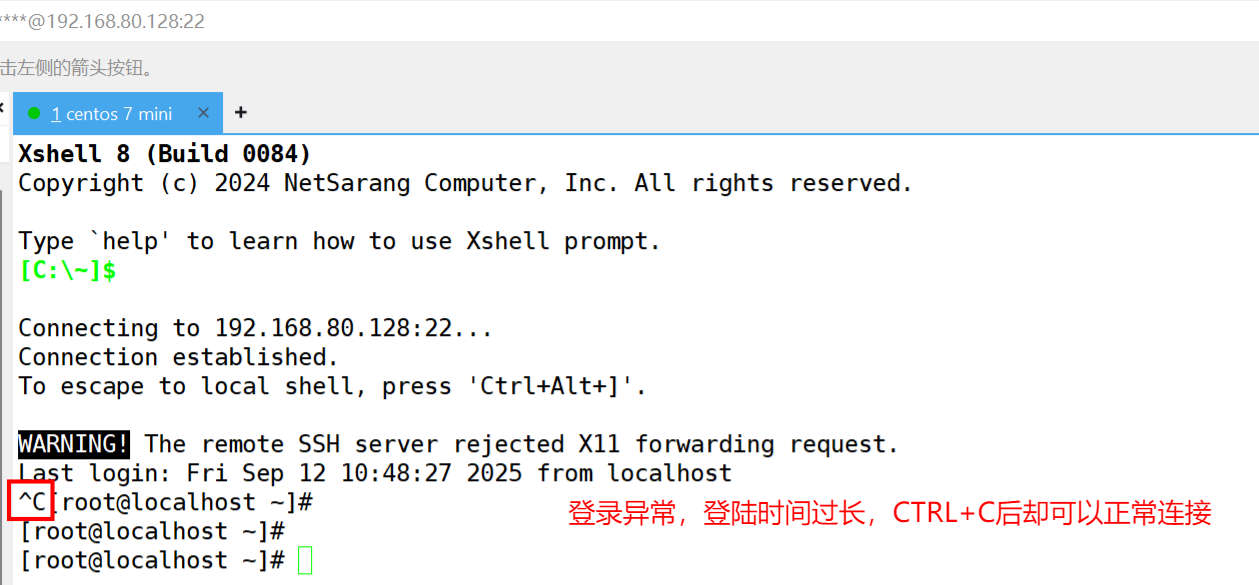 ****@192.168.80.128:22
击左侧的箭头按钮。
1 centos 7 mini × +
Xshell 8 (Build 0084)
Copyright (c) 2024 NetSarang Computer, Inc. All rights reserved.
Type `help' to learn how to use Xshell prompt.
[C:\~]$
Connecting to 192.168.80.128:22...
Connection established.
To escape to local shell, press 'Ctrl+Alt+]'.
WARNING! The remote SSH server rejected X11 forwarding request.
Last login: Fri Sep 12 10:48:27 2025 from localhost
^C[root@localhost ~]#
登录异常，登陆时间过长，CTRL+C后却可以正常连接
[root@localhost ~]#
[root@localhost ~]#